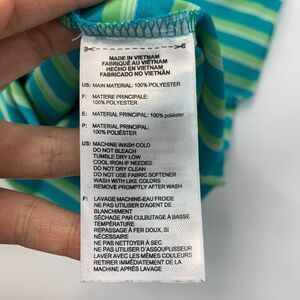 MADE IN VIETNAM
FABRIQUÉ AU VIÊTNAM
HECHO EN VIETNAM
FABRICADO NO VIETNÃN
US: MAIN MATERIAL: 100% POLYESTER
F: MATIERE PRINCIPALE:
100% POLYESTER
E: MATERIAL PRINCIPAL: 100% poliéster
P: MATERIAL PRINCIPAL:
100% POLIÉSTER
US: MACHINE WASH COLD
DO NOT BLEACH
TUMBLE DRY LOW
COOL IRON IF NEEDED
DO NOT DRY CLEAN
DO NOT USE FABRIC SOFTENER
WASH WITH LIKE COLORS
REMOVE PROMPTLY AFTER WASH
F: LAVAGE MACHINE-EAU FROIDE
NE PAS UTILISER D'AGENT DE
BLANCHIMENT
SÉCHAGE PAR CULBUTAGE À BASSE
TEMPÉRATURE
REPASSAGE À FER DOUX, SI
NÉCESSAIRE
NE PAS NETTOYER À SEC
NE PAS UTILISER D'ASSOUPLISSEUR
LAVER AVEC LES MÊMES COULEURS
RETIRER IMMÉDIATEMENT DE LA
MACHINE APRÈS LAVAGE